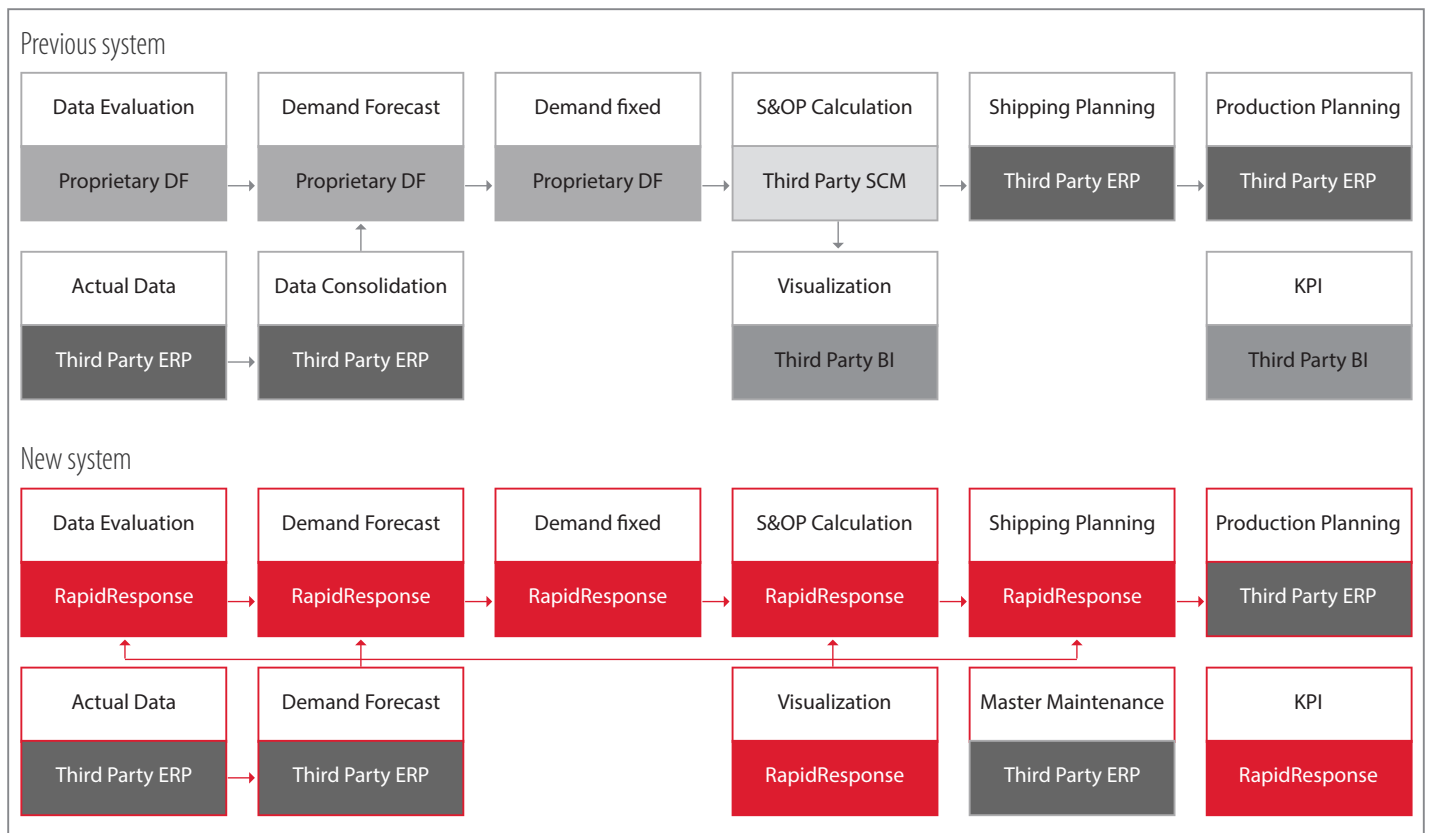 Previous system
Data Evaluation
Demand Forecast
Demand fixed
S&OP Calculation
Shipping Planning
Production Planning
Proprietary DF
Proprietary DF
Proprietary DF
Third Party SCM
Third Party ERP
Third Party ERP
Actual Data
Data Consolidation
Visualization
KPI
Third Party ERP
Third Party ERP
Third Party BI
Third Party BI
New system
Data Evaluation
Demand Forecast
Demand fixed
S&OP Calculation
Shipping Planning
Production Planning
RapidResponse
RapidResponse
RapidResponse
RapidResponse
RapidResponse
Third Party ERP
Actual Data
Demand Forecast
Visualization
Master Maintenance
KPI
Third Party ERP
Third Party ERP
RapidResponse
Third Party ERP
RapidResponse